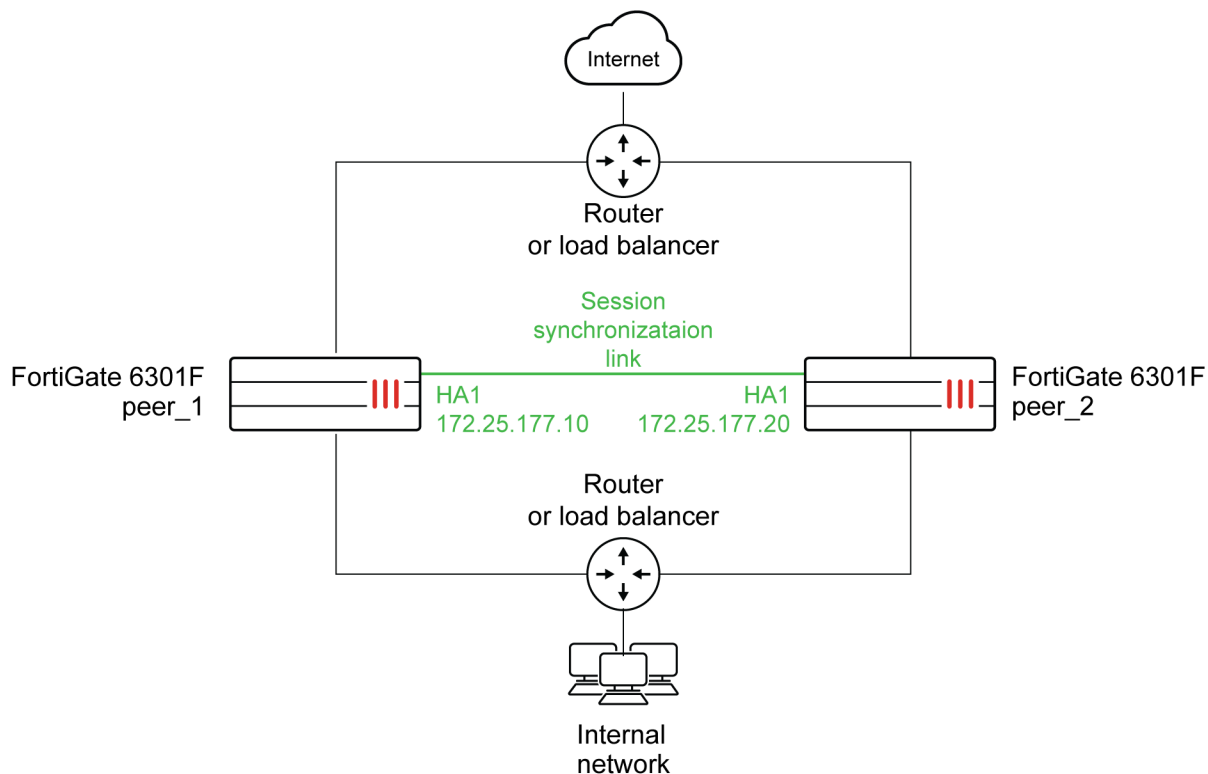 Internet
Router
or load balancer
Session
synchronizataion
link
FortiGate 6301F
peer_1
HA1
172.25.177.10
HA1
172.25.177.20
FortiGate 6301F
peer_2
Router
or load balancer
Internal
network